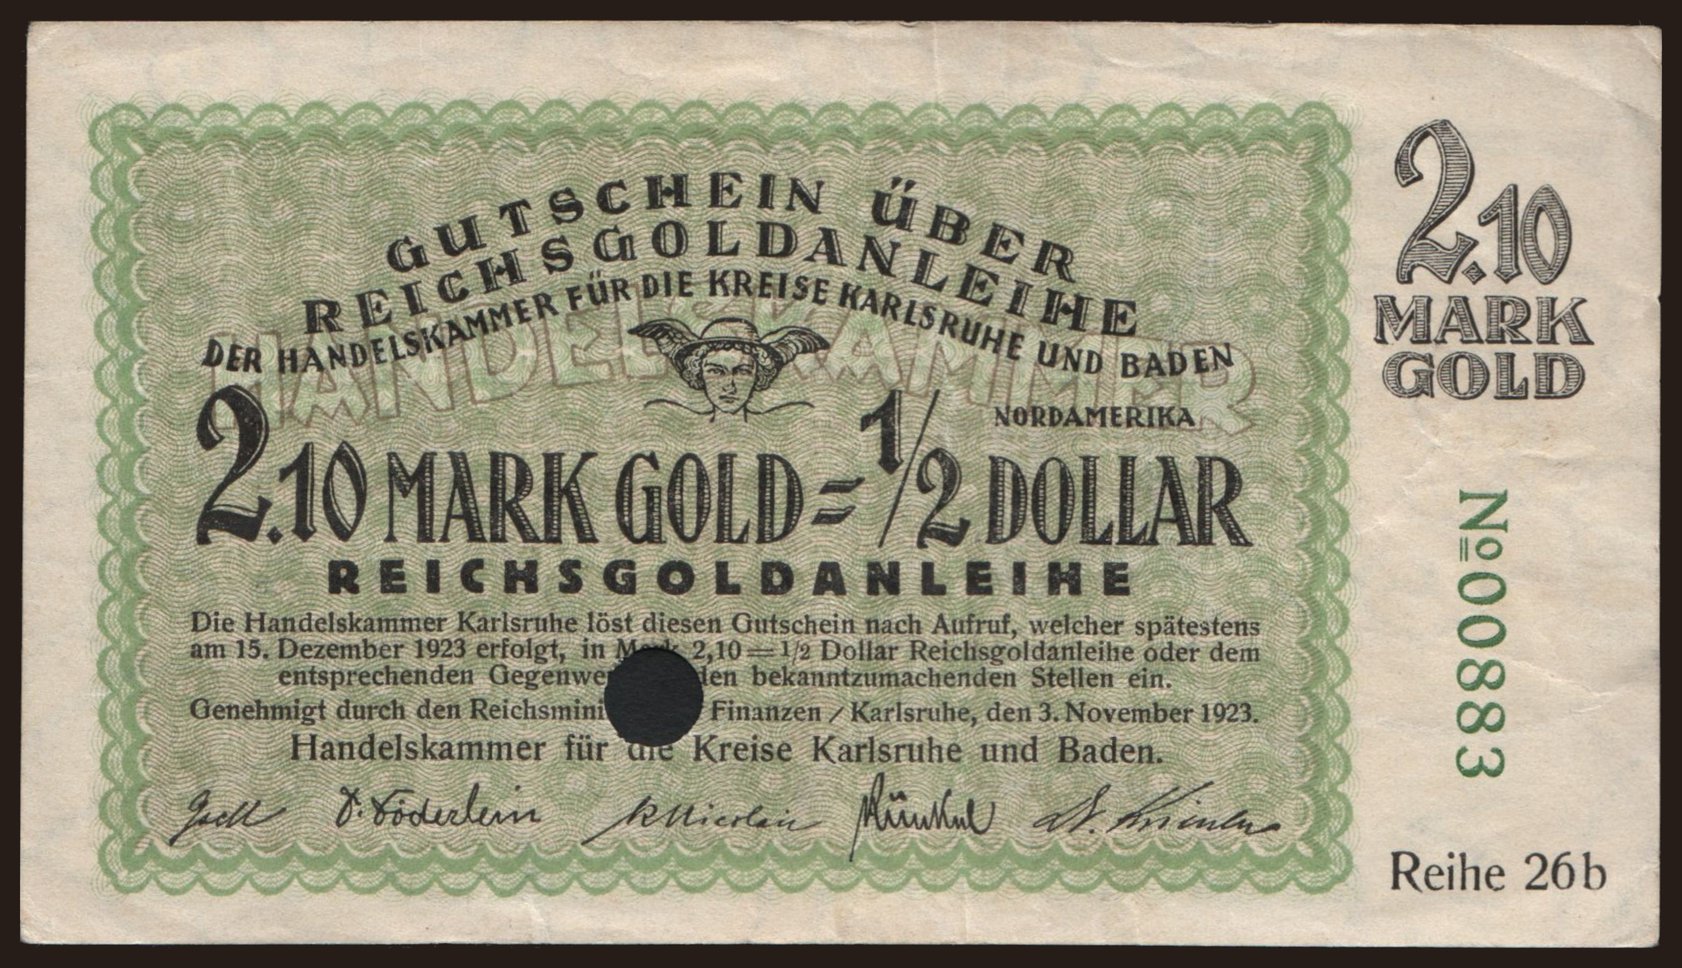 GUTSCHEIN ÜBER
REICHSGOLDANLEIHE
DER HANDELSKAMMER FÜR DIE KREISE KARLSRUHE UND BADEN
HANDELSKAMMER
NORDAMERIKA
2.10 MARK GOLD = 1/2 DOLLAR
REICHSGOLDANLEIHE
Die Handelskammer Karlsruhe löst diesen Gutschein nach Aufruf, welcher spätestens
am 15. Dezember 1923 erfolgt, in Mark 2,10 = 1/2 Dollar Reichsgoldanleihe oder dem
entsprechenden bekanntzumachenden Stellen ein.
Genehmigt durch den Finanzen / Karlsruhe, den 3. November 1923.
Handelskammer für die Kreise Karlsruhe und Baden.
2.10
MARK
GOLD
No 00883
Reihe 26b